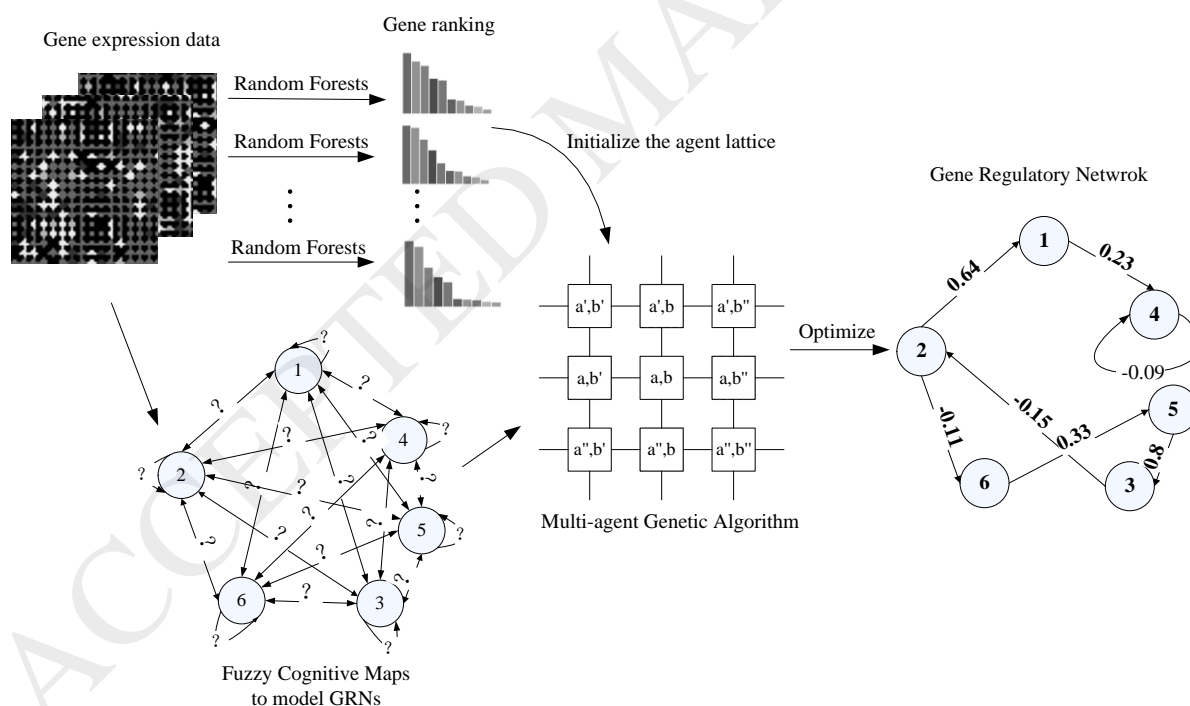 Gene expression data
Gene ranking
Random Forests
Random Forests
Random Forests
Initialize the agent lattice
a',b' a',b a',b''
a,b' a,b a,b''
a'',b' a'',b a'',b''
Multi-agent Genetic Algorithm
Optimize
Gene Regulatory Netwrok
1
0.64
0.23
4
-0.09
2
5
-0.11
-0.15
0.33
0.8
6
3
?
1
?
?
?
?
?
4
?
?
2
?
?
?
?
?
5
?
?
?
?
?
?
?
?
6
?
3
?
?
Fuzzy Cognitive Maps
to model GRNs
ACCEPTED MA